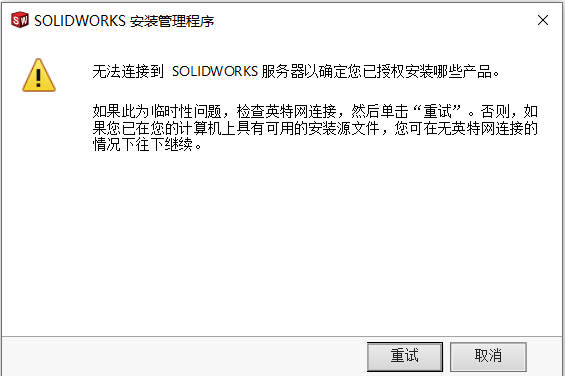 SOLIDWORKS 安装管理程序
无法连接到 SOLIDWORKS 服务器以确定您已授权安装哪些产品。
如果此为临时性问题，检查英特网连接，然后单击“重试”。否则，如
果您已在您的计算机上具有可用的安装源文件，您可在无英特网连接的
情况下往下继续。
重试
取消